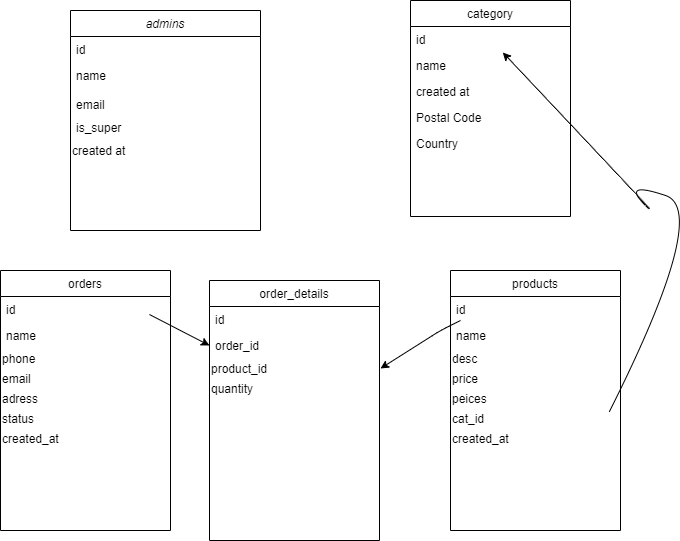 admins
id
name
email
is_super
created at
category
id
name
created at
Postal Code
Country
orders
id
name
phone
email
adress
status
created_at
order_details
id
order_id
product_id
quantity
products
id
name
desc
price
peices
cat_id
created_at